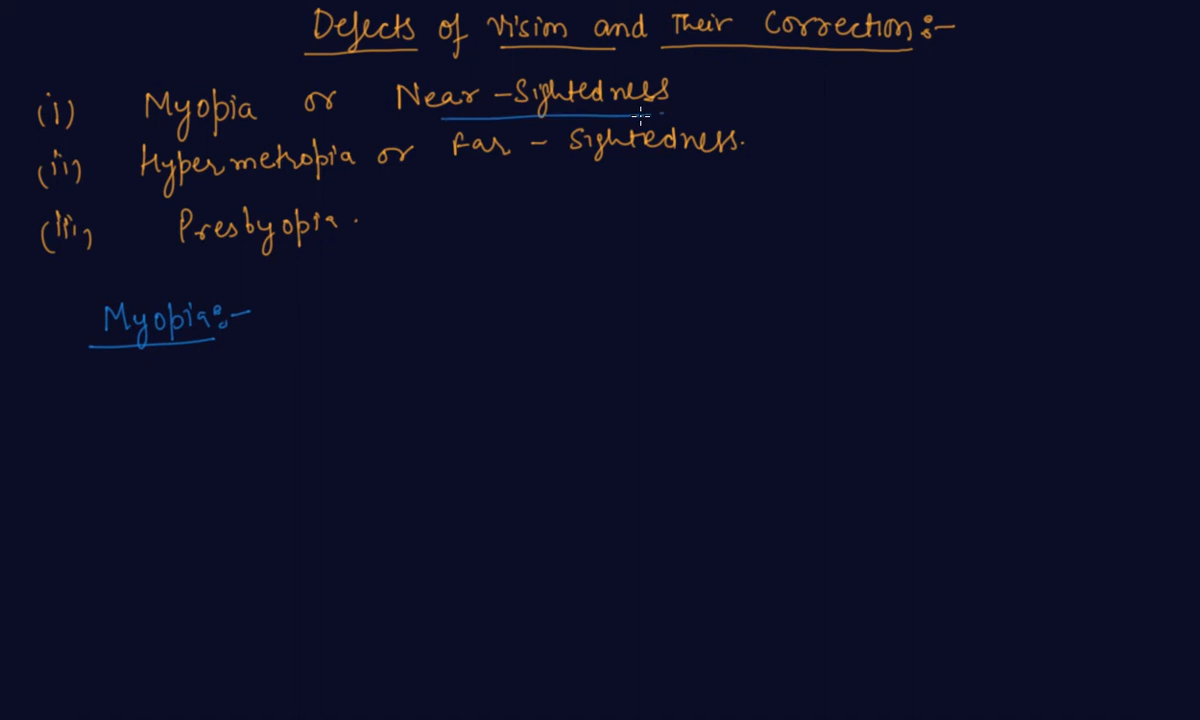 Defects of Vision and Their Correction:-
(i) Myopia or Near-Sightedness
(ii) Hypermetropia or Far-Sightedness.
(iii) Presbyopia.
Myopia:-